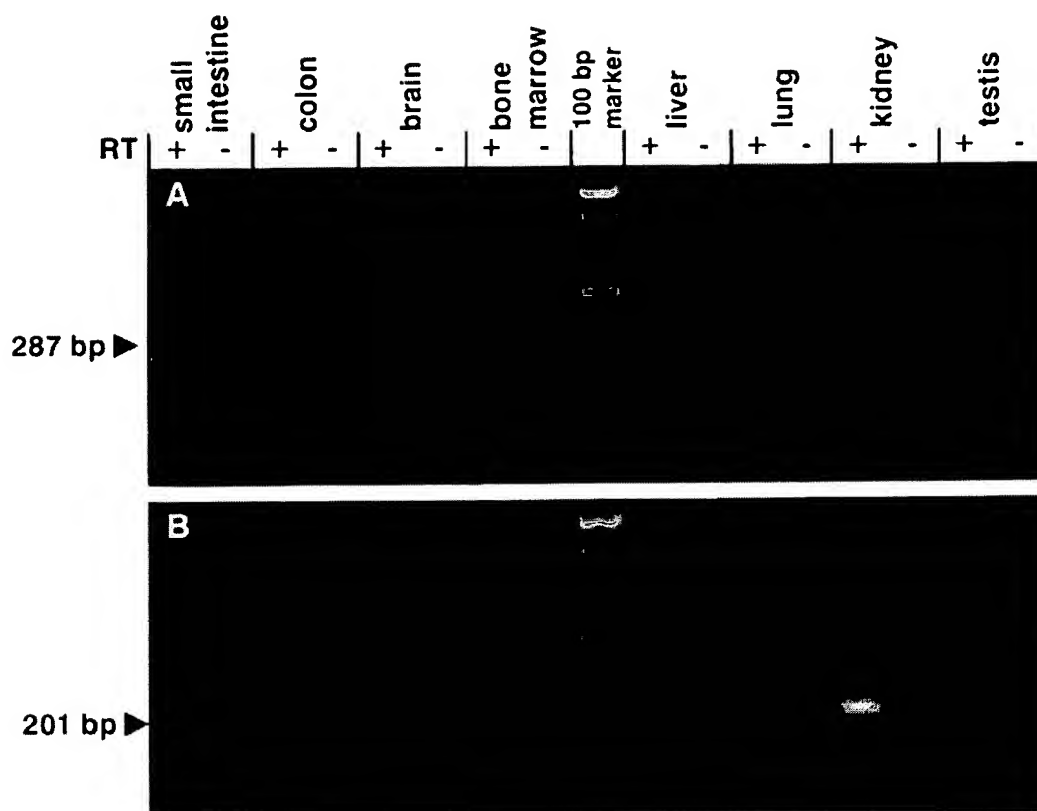 small intestine
colon
brain
bone marrow
100 bp marker
liver
lung
kidney
testis
RT + - + - + - + - + - + - + - + -
A
287 bp
B
201 bp